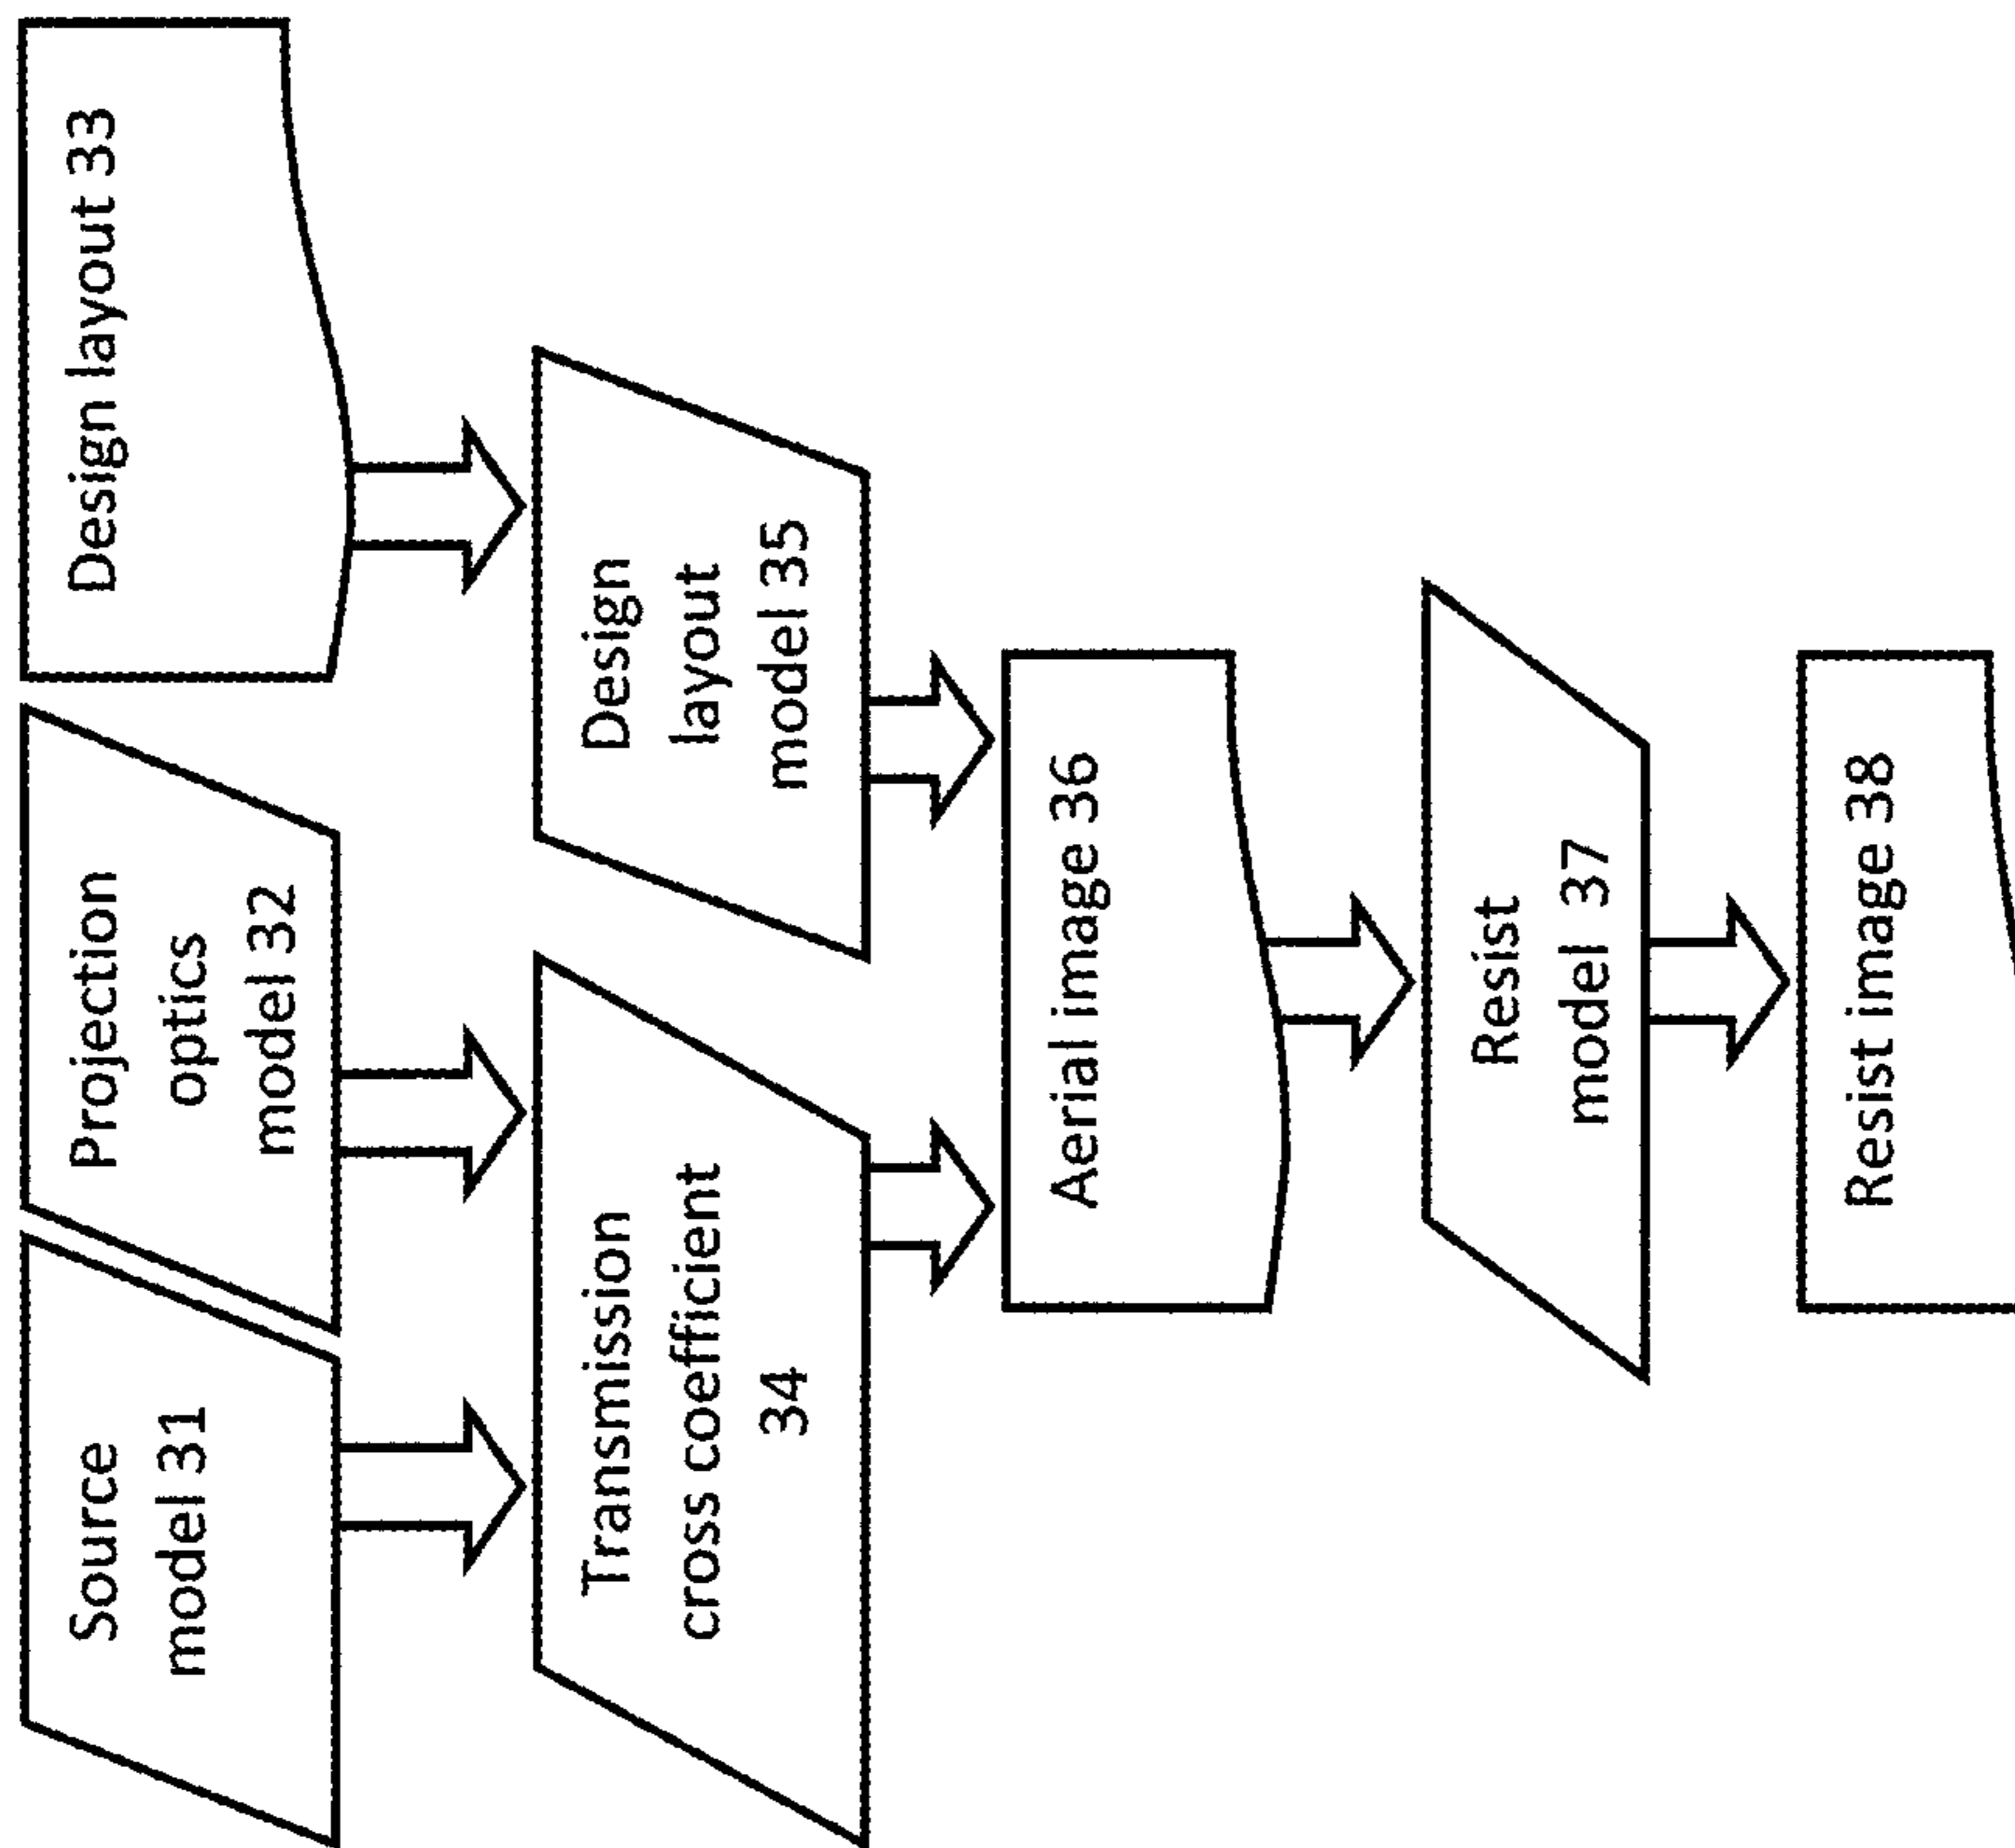 Source
model 31
Projection
optics
model 32
Design layout 33
Transmission
cross coefficient
34
Design
layout
model 35
Aerial image 36
Resist
model 37
Resist image 38